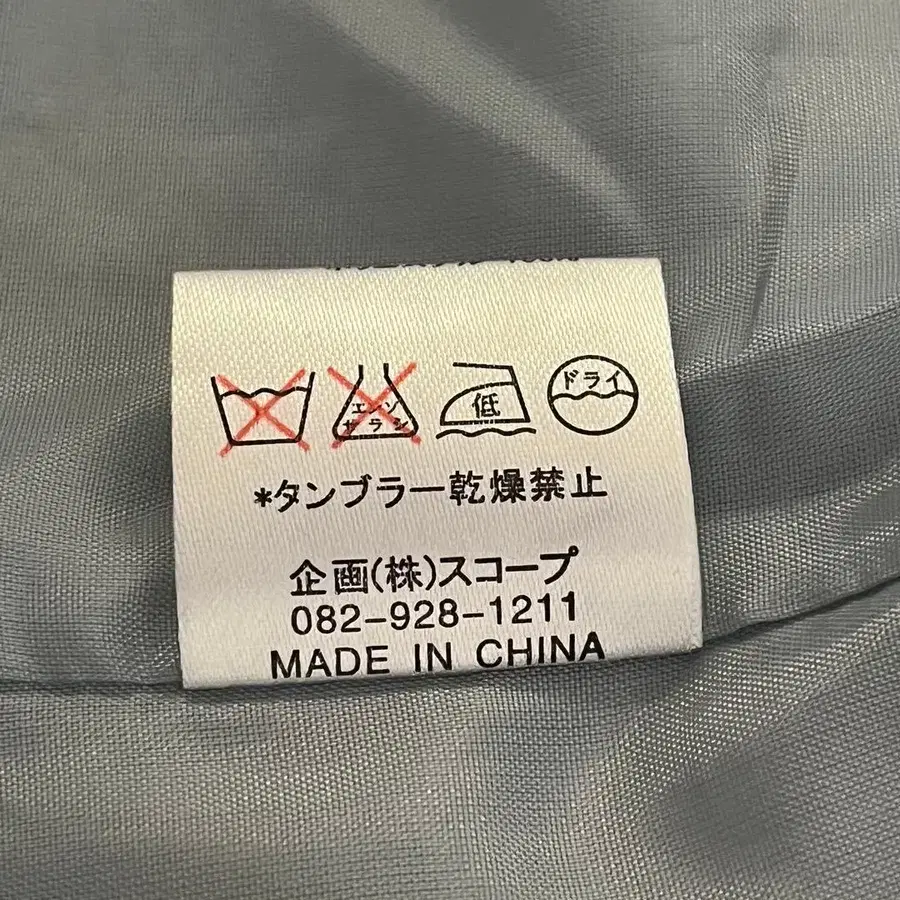 エンソ ドライ
サラシ 低
*タンブラー乾燥禁止
企画(株)スコープ
082-928-1211
MADE IN CHINA